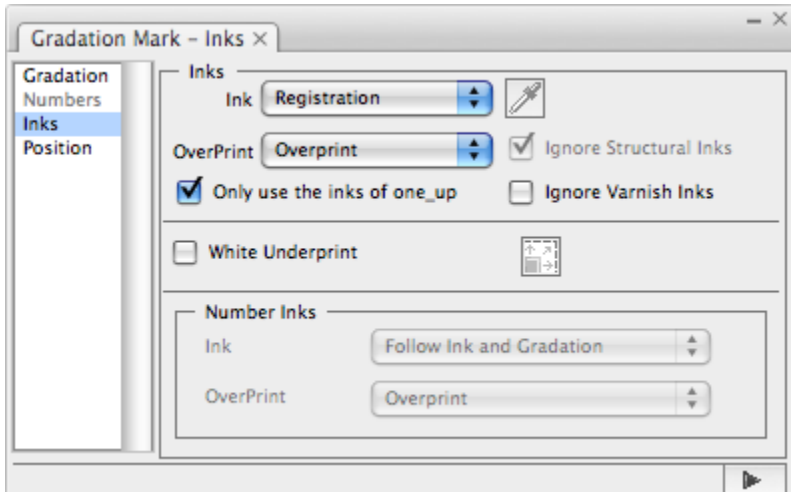 Gradation Mark - Inks ×
Gradation
Numbers
Inks
Position
Inks
Ink Registration
OverPrint Overprint Ignore Structural Inks
Only use the inks of one_up Ignore Varnish Inks
White Underprint
Number Inks
Ink Follow Ink and Gradation
OverPrint Overprint